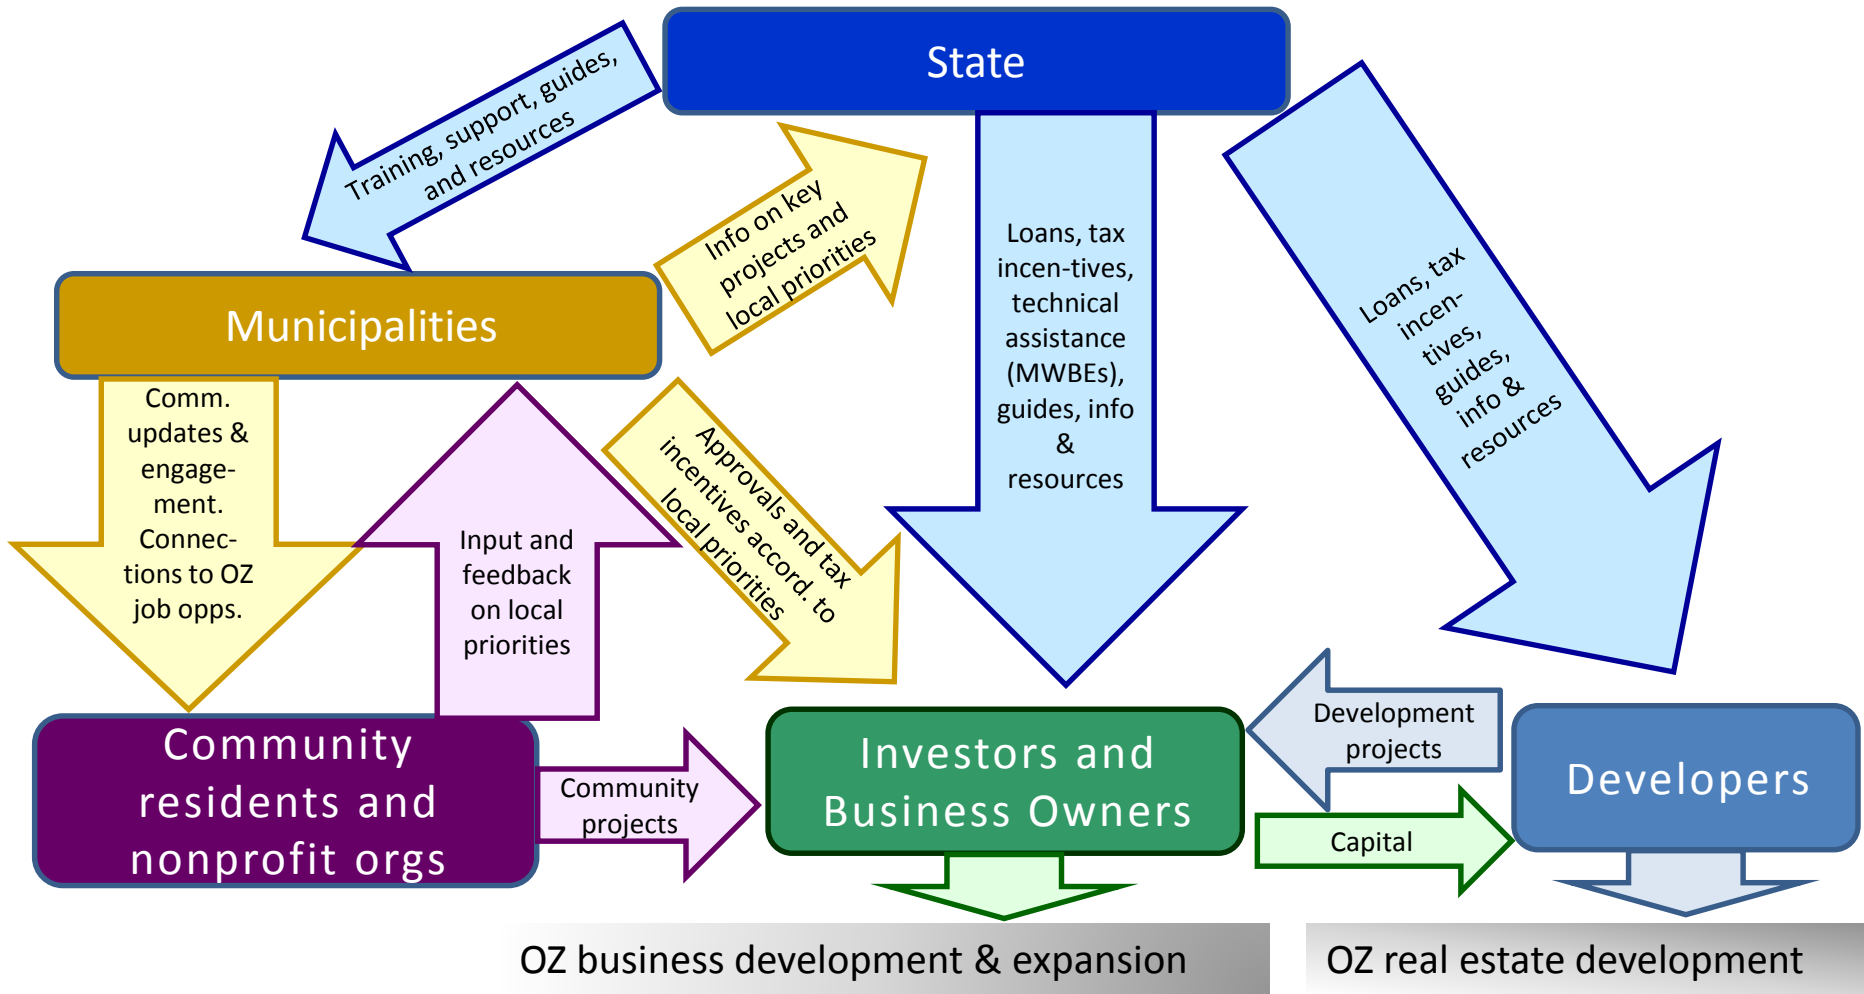 State
Training, support, guides,
and resources
Info on key
projects and
local priorities
Loans, tax
incen-tives,
technical
assistance
(MWBEs),
guides, info
&
resources
Loans, tax
incen-
tives,
guides,
info &
resources
Municipalities
Comm.
updates &
engage-
ment.
Connec-
tions to OZ
job opps.
Input and
feedback
on local
priorities
Approvals and tax
incentives accord. to
local priorities
Community
residents and
nonprofit orgs
Community
projects
Investors and
Business Owners
Development
projects
Capital
Developers
OZ business development & expansion
OZ real estate development